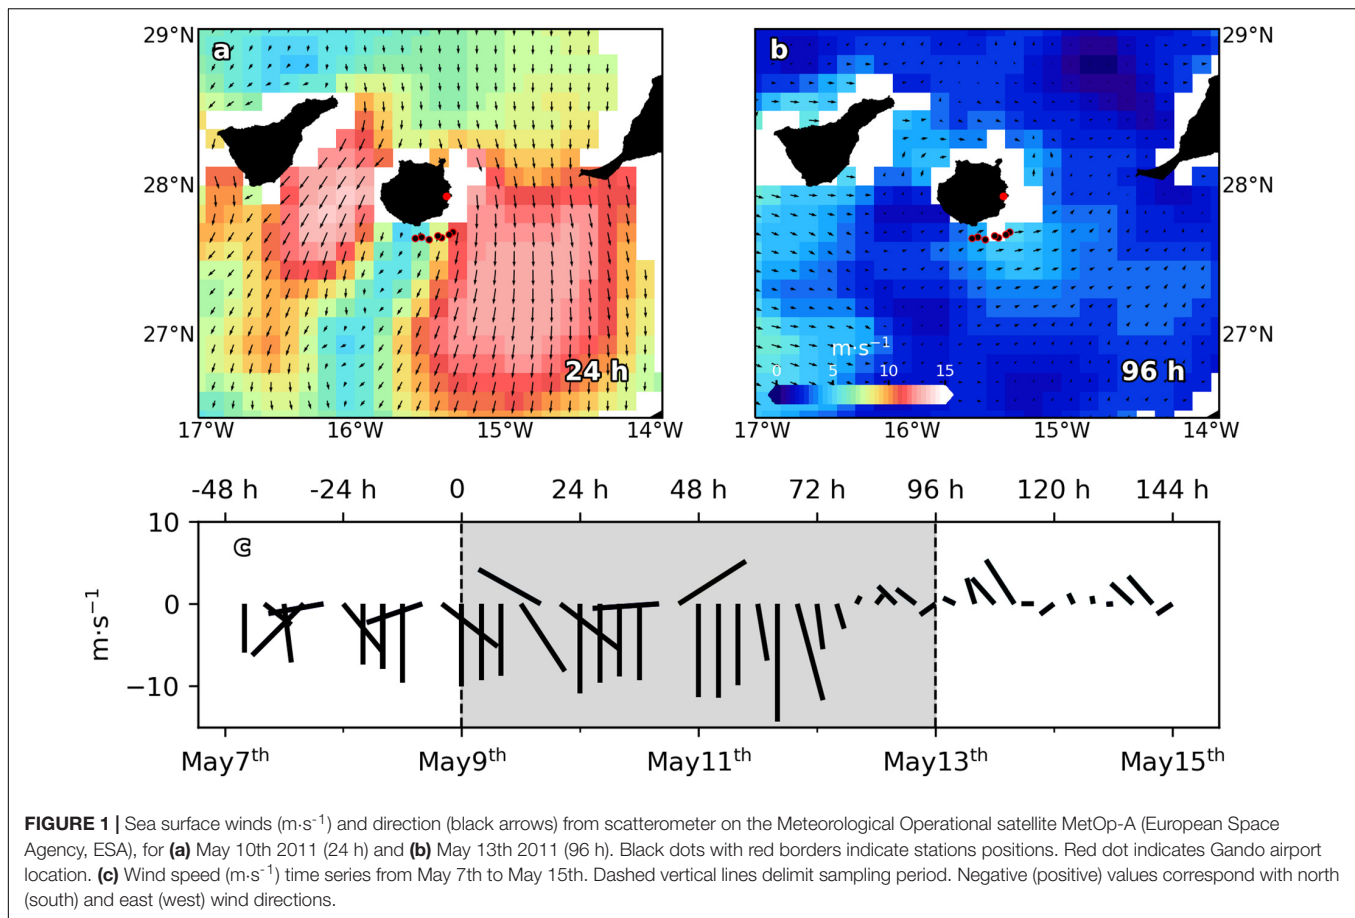 29°N
a
28°N
27°N
24 h
17°W 16°W 15°W 14°W
b
29°N
28°N
27°N
m·s⁻¹
0 5 10 15
96 h
17°W 16°W 15°W 14°W
-48 h -24 h 0 24 h 48 h 72 h 96 h 120 h 144 h
c
10
0
−10
m·s⁻¹
May7ᵗʰ May9ᵗʰ May11ᵗʰ May13ᵗʰ May15ᵗʰ
FIGURE 1 | Sea surface winds (m·s⁻¹) and direction (black arrows) from scatterometer on the Meteorological Operational satellite MetOp-A (European Space
Agency, ESA), for (a) May 10th 2011 (24 h) and (b) May 13th 2011 (96 h). Black dots with red borders indicate stations positions. Red dot indicates Gando airport
location. (c) Wind speed (m·s⁻¹) time series from May 7th to May 15th. Dashed vertical lines delimit sampling period. Negative (positive) values correspond with north
(south) and east (west) wind directions.